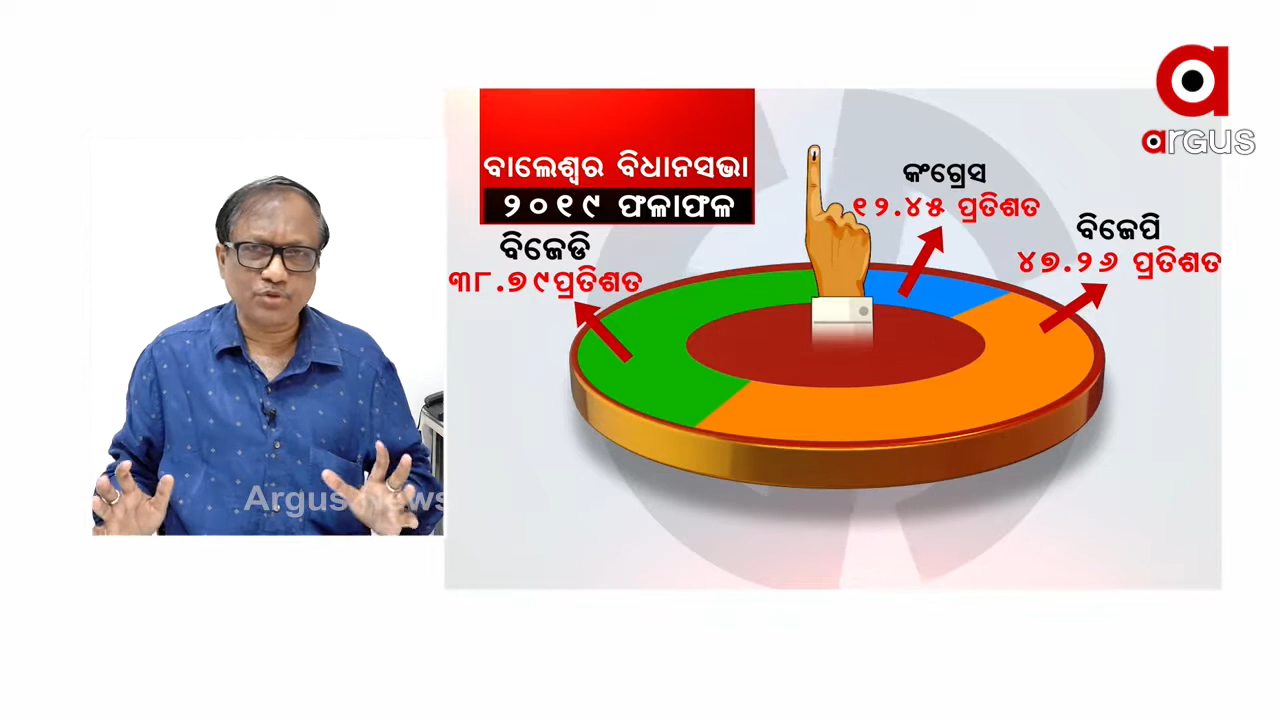 argus
ବାଲେଶ୍ୱର ବିଧାନସଭା
୨୦୧୯ ଫଳାଫଳ
କଂଗ୍ରେସ
୧୨.୪୫ ପ୍ରତିଶତ
ବିଜେପି
୪୭.୨୬ ପ୍ରତିଶତ
ବିଜେଡି
୩୮.୭୯ପ୍ରତିଶତ
Argus News